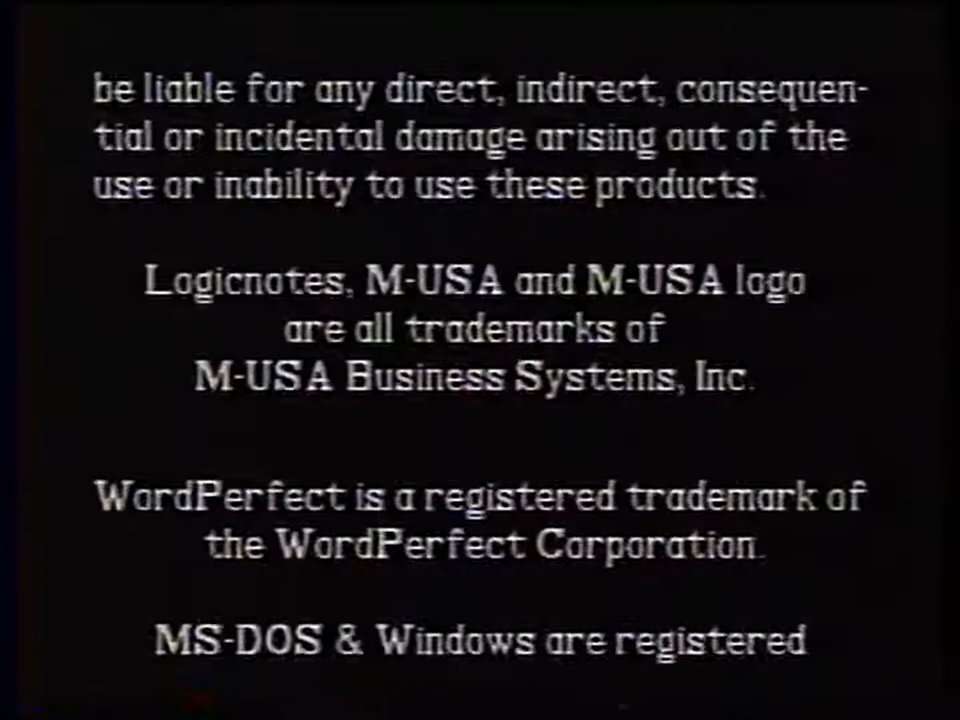 be liable for any direct, indirect, consequen-
tial or incidental damage arising out of the
use or inability to use these products.
Logicnotes, M-USA and M-USA logo
are all trademarks of
M-USA Business Systems, Inc.
WordPerfect is a registered trademark of
the WordPerfect Corporation.
MS-DOS & Windows are registered